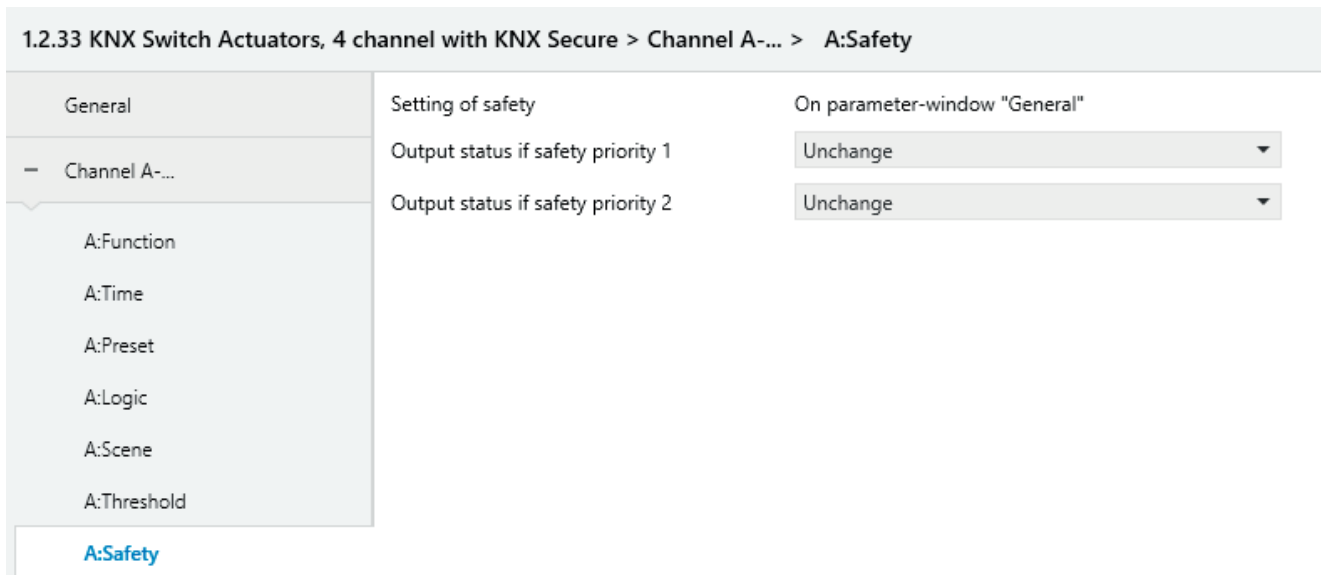 1.2.33 KNX Switch Actuators, 4 channel with KNX Secure > Channel A-... > A:Safety
General
− Channel A-...
A:Function
A:Time
A:Preset
A:Logic
A:Scene
A:Threshold
A:Safety
Setting of safety On parameter-window "General"
Output status if safety priority 1 Unchange
Output status if safety priority 2 Unchange